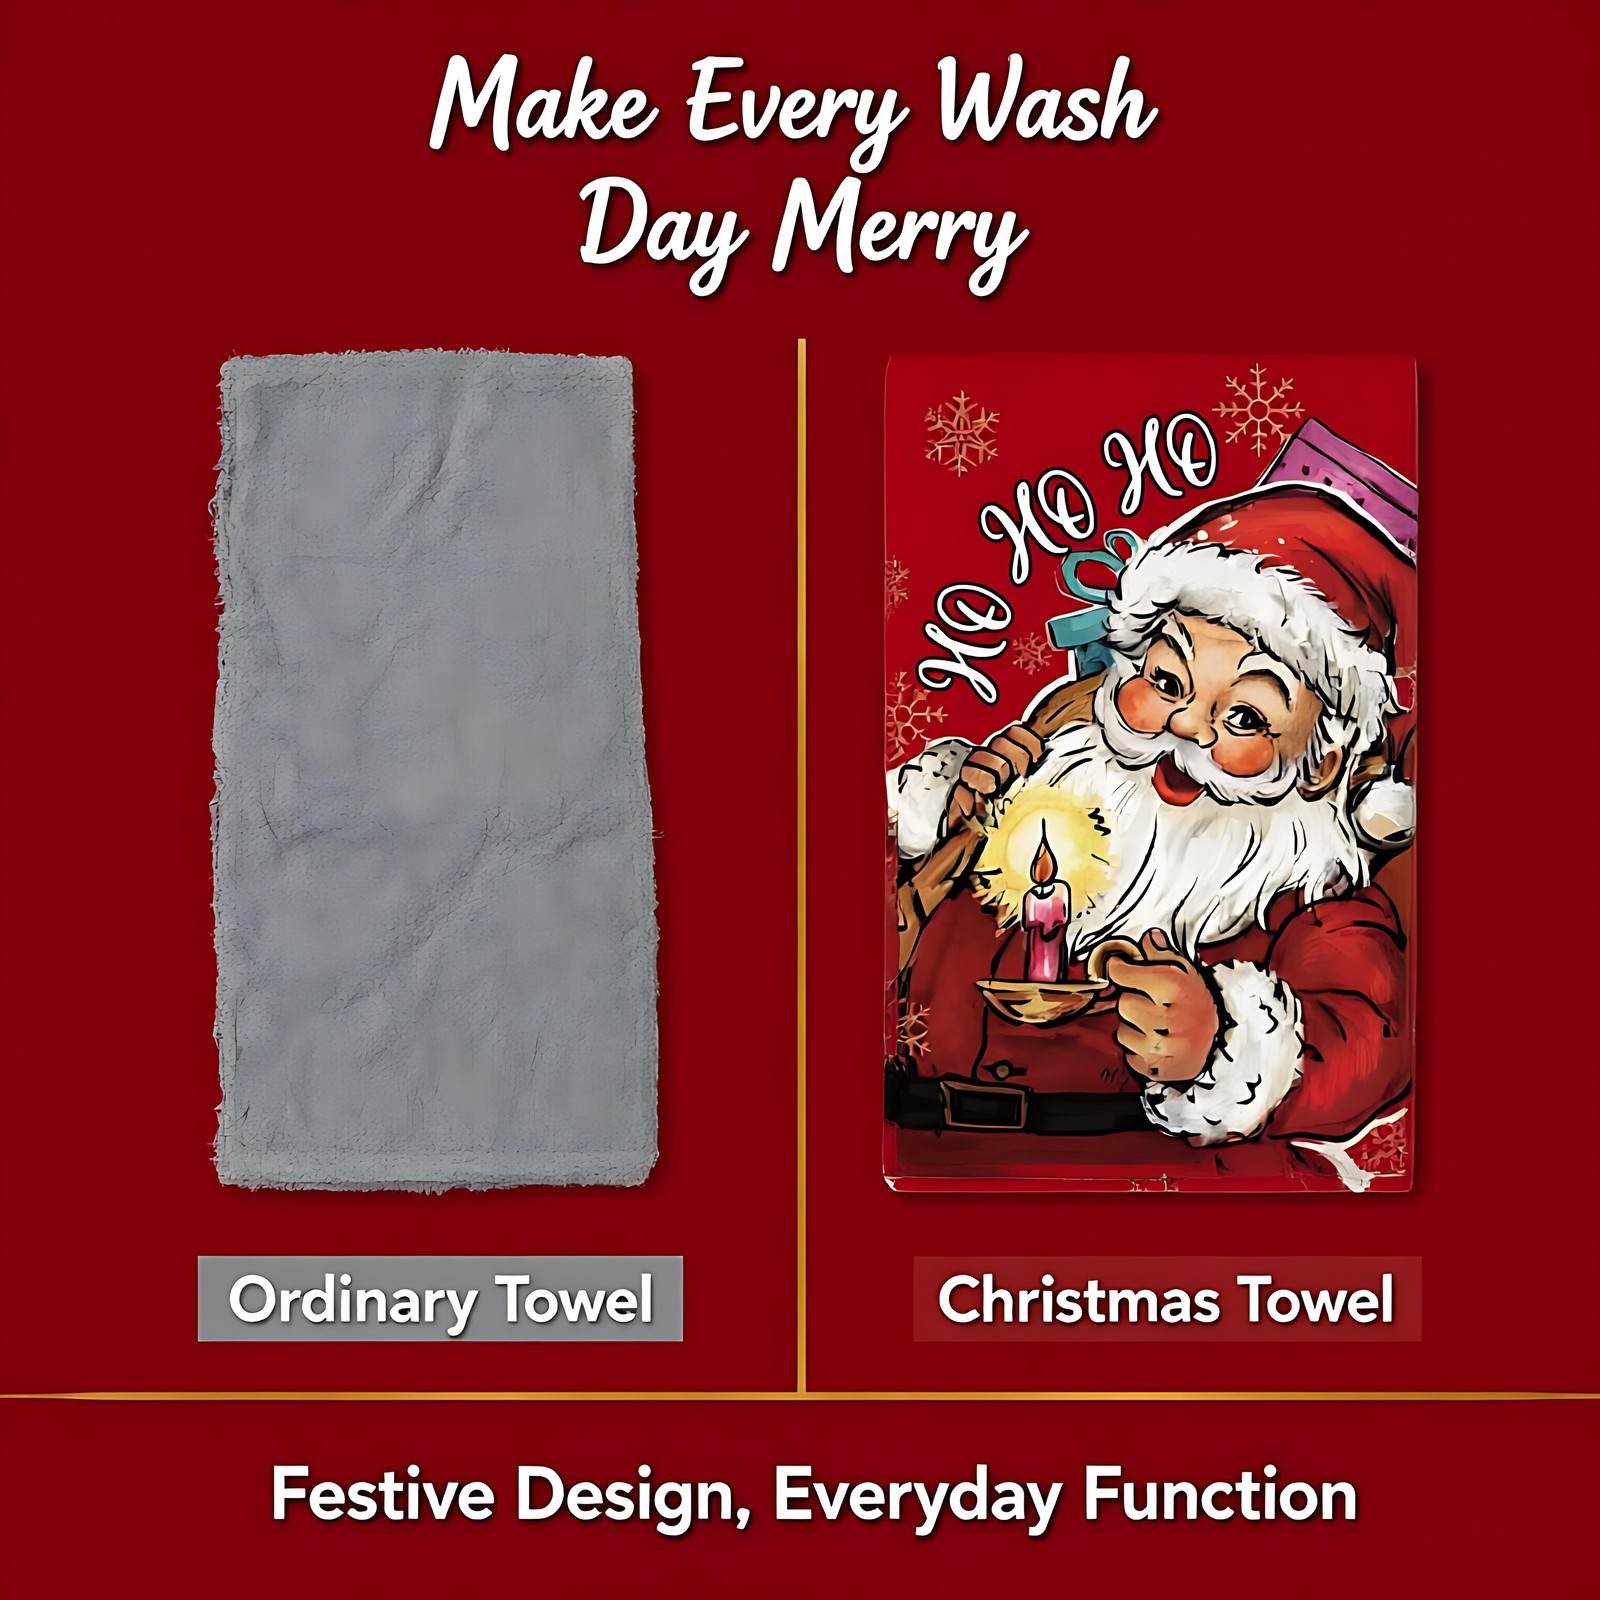 Make Every Wash
Day Merry
HO HO HO
Ordinary Towel
Christmas Towel
Festive Design, Everyday Function